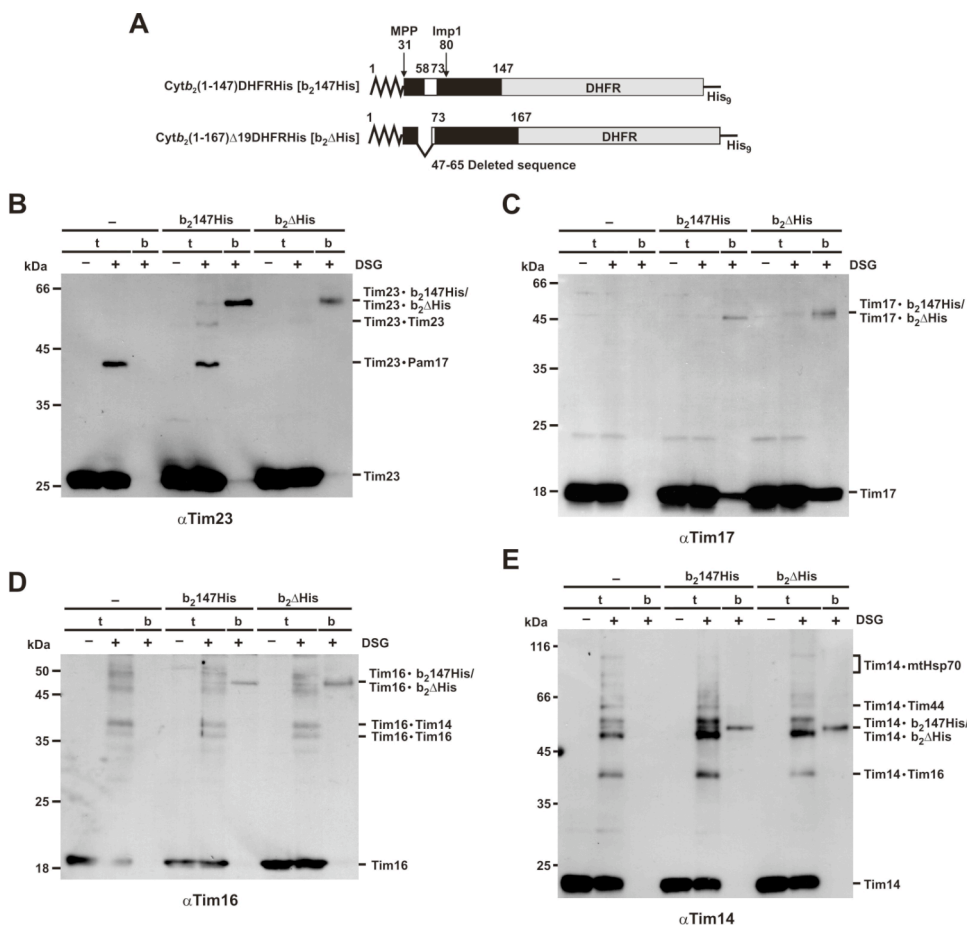 A
MPP Imp1
31 80
1 58 73 147
Cytb₂(1-147)DHFRHis [b₂147His] DHFR His₉
1 73 167
Cytb₂(1-167)Δ19DHFRHis [b₂ΔHis] DHFR His₉
47-65 Deleted sequence
B
– b₂147His b₂ΔHis
t b t b t b
kDa – + + – + + – + + DSG
66
45
35
25
Tim23・b₂147His/
Tim23・b₂ΔHis
Tim23・Tim23
Tim23・Pam17
Tim23
αTim23
C
– b₂147His b₂ΔHis
t b t b t b
kDa – + + – + + – + + DSG
66
45
35
25
18
Tim17・b₂147His/
Tim17・b₂ΔHis
Tim17
αTim17
D
– b₂147His b₂ΔHis
t b t b t b
kDa – + + – + + – + + DSG
50
45
35
25
18
Tim16・b₂147His/
Tim16・b₂ΔHis
Tim16・Tim14
Tim16・Tim16
Tim16
αTim16
E
– b₂147His b₂ΔHis
t b t b t b
kDa – + + – + + – + + DSG
116
66
45
35
25
Tim14・mtHsp70
Tim14・Tim44
Tim14・b₂147His/
Tim14・b₂ΔHis
Tim14・Tim16
Tim14
αTim14